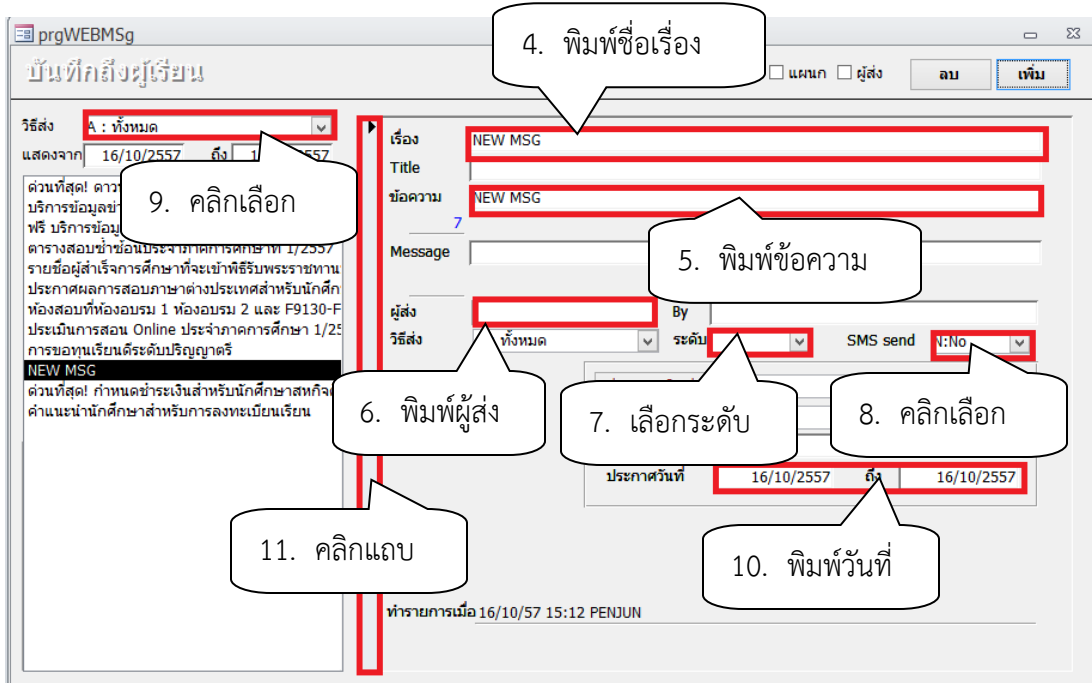 prgWEBMSg
4. พิมพ์ชื่อเรื่อง
บันทึกถึงผู้เรียน
แผนก ผู้ส่ง ลบ เพิ่ม
วิธีส่ง A : ทั้งหมด
แสดงจาก 16/10/2557 ถึง
เรื่อง NEW MSG
Title
ข้อความ NEW MSG
7
Message
9. คลิกเลือก
5. พิมพ์ข้อความ
ด่วนที่สุด!
บริการข้อมูล
ฟรี บริการ
ตารางสอบซ้ำซ้อนประจำภาคการศึกษาที่ 1/2557
รายชื่อผู้สำเร็จการศึกษาที่จะเข้าพิธีรับพระราชทาน
ประกาศผลการสอบภาษาต่างประเทศสำหรับนักศึก
ห้องสอบที่ห้องอบรม 1 ห้องอบรม 2 และ F9130-F
ประเมินการสอน Online ประจำภาคการศึกษา 1/25
การขอทุนเรียนดีระดับปริญญาตรี
NEW MSG
ด่วนที่สุด! กำหนดชำระเงินสำหรับนักศึกษาสหกิจ
คำแนะนำนักศึกษาสำหรับการลงทะเบียนเรียน
ผู้ส่ง By
วิธีส่ง ทั้งหมด ระดับ SMS send N:No
6. พิมพ์ผู้ส่ง
7. เลือกระดับ
8. คลิกเลือก
ประกาศวันที่ 16/10/2557 ถึง 16/10/2557
11. คลิกแถบ
10. พิมพ์วันที่
ทำรายการเมื่อ 16/10/57 15:12 PENJUN